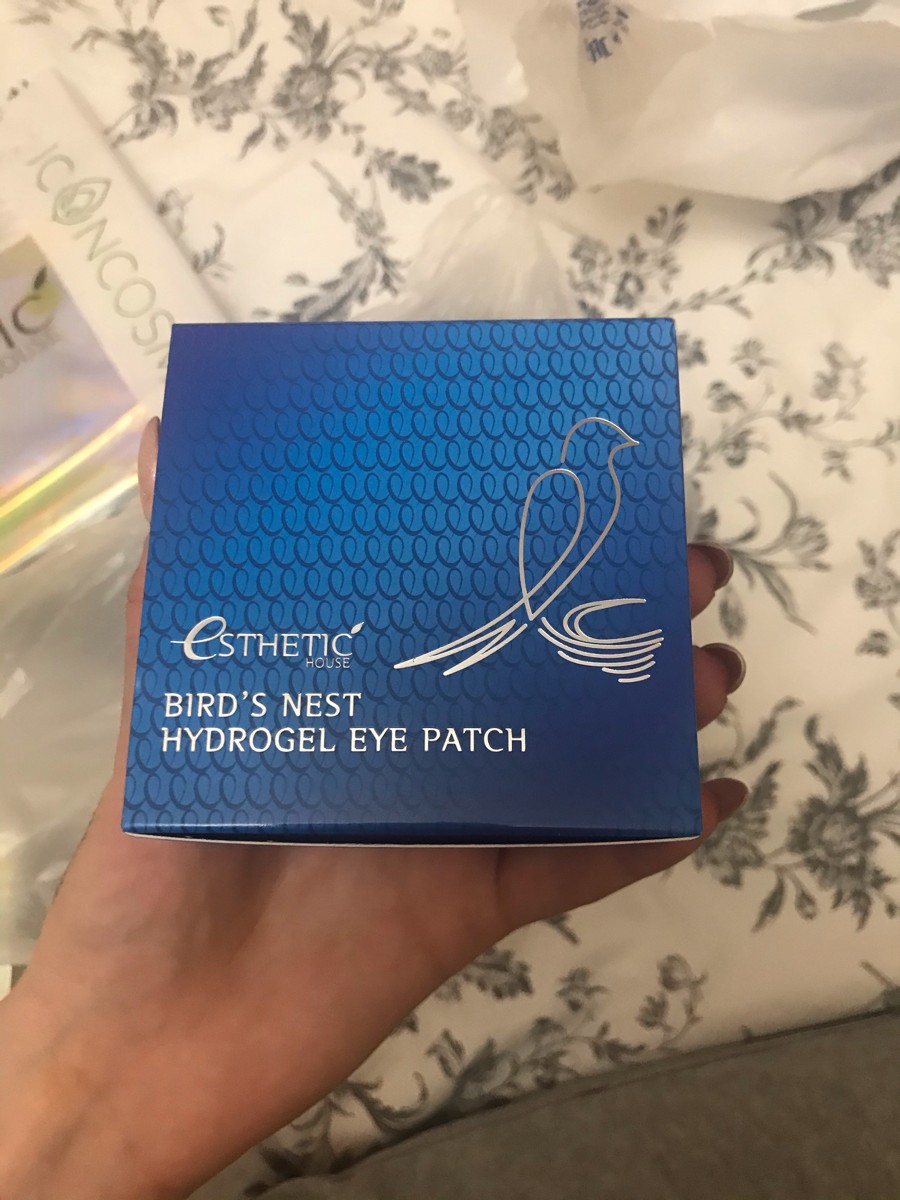 ICONCOS
ESTHETIC
HOUSE
BIRD'S NEST
HYDROGEL EYE PATCH